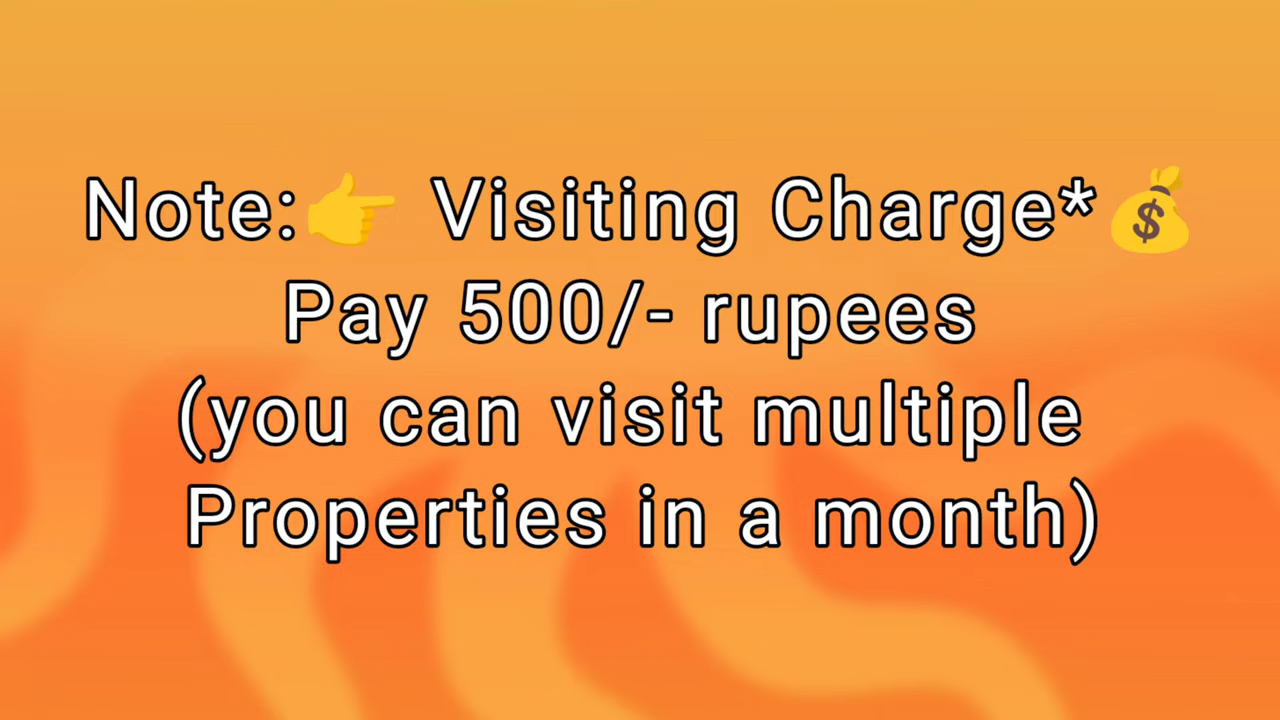 Note:👉 Visiting Charge*💰
Pay 500/- rupees
(you can visit multiple
Properties in a month)